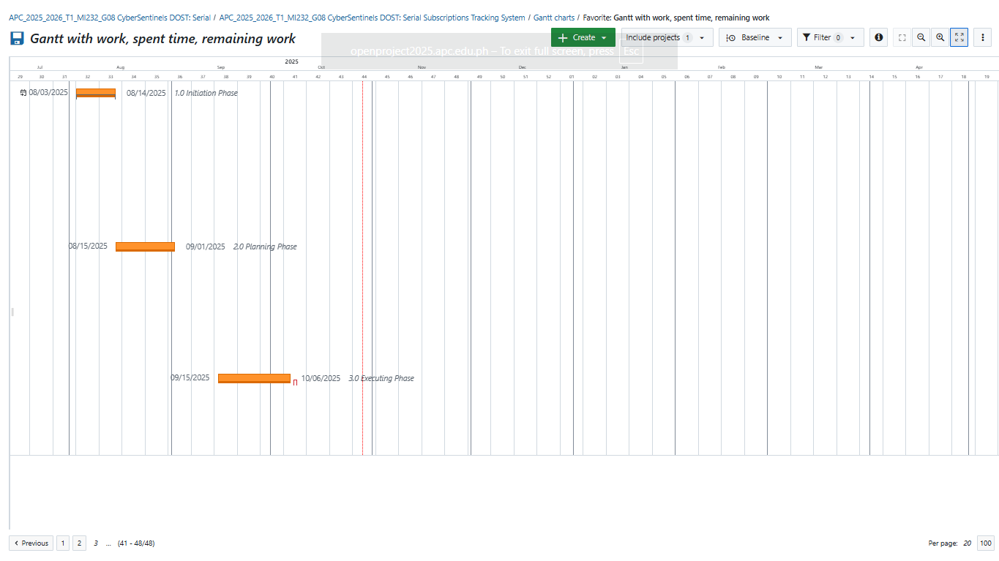 APC_2025_2026_T1_MI232_G08 CyberSentinels DOST: Serial / APC_2025_2026_T1_MI232_G08 CyberSentinels DOST: Serial Subscriptions Tracking System / Gantt charts / Favorite: Gantt with work, spent time, remaining work
Gantt with work, spent time, remaining work
Create Include projects 1 Baseline Filter 0
openproject2025.apc.edu.ph – To exit full screen, press Esc
2025
Jul Aug Sep Oct Nov Dec Jan Feb Mar Apr
29 30 31 32 33 34 35 36 37 38 39 40 41 42 43 44 45 46 47 48 49 50 51 52 01 02 03 04 05 06 07 08 09 10 11 12 13 14 15 16 17 18 19
08/03/2025 08/14/2025 1.0 Initiation Phase
08/15/2025 09/01/2025 2.0 Planning Phase
09/15/2025 10/06/2025 3.0 Executing Phase
Previous 1 2 3 ... (41 - 48/48) Per page: 20 100